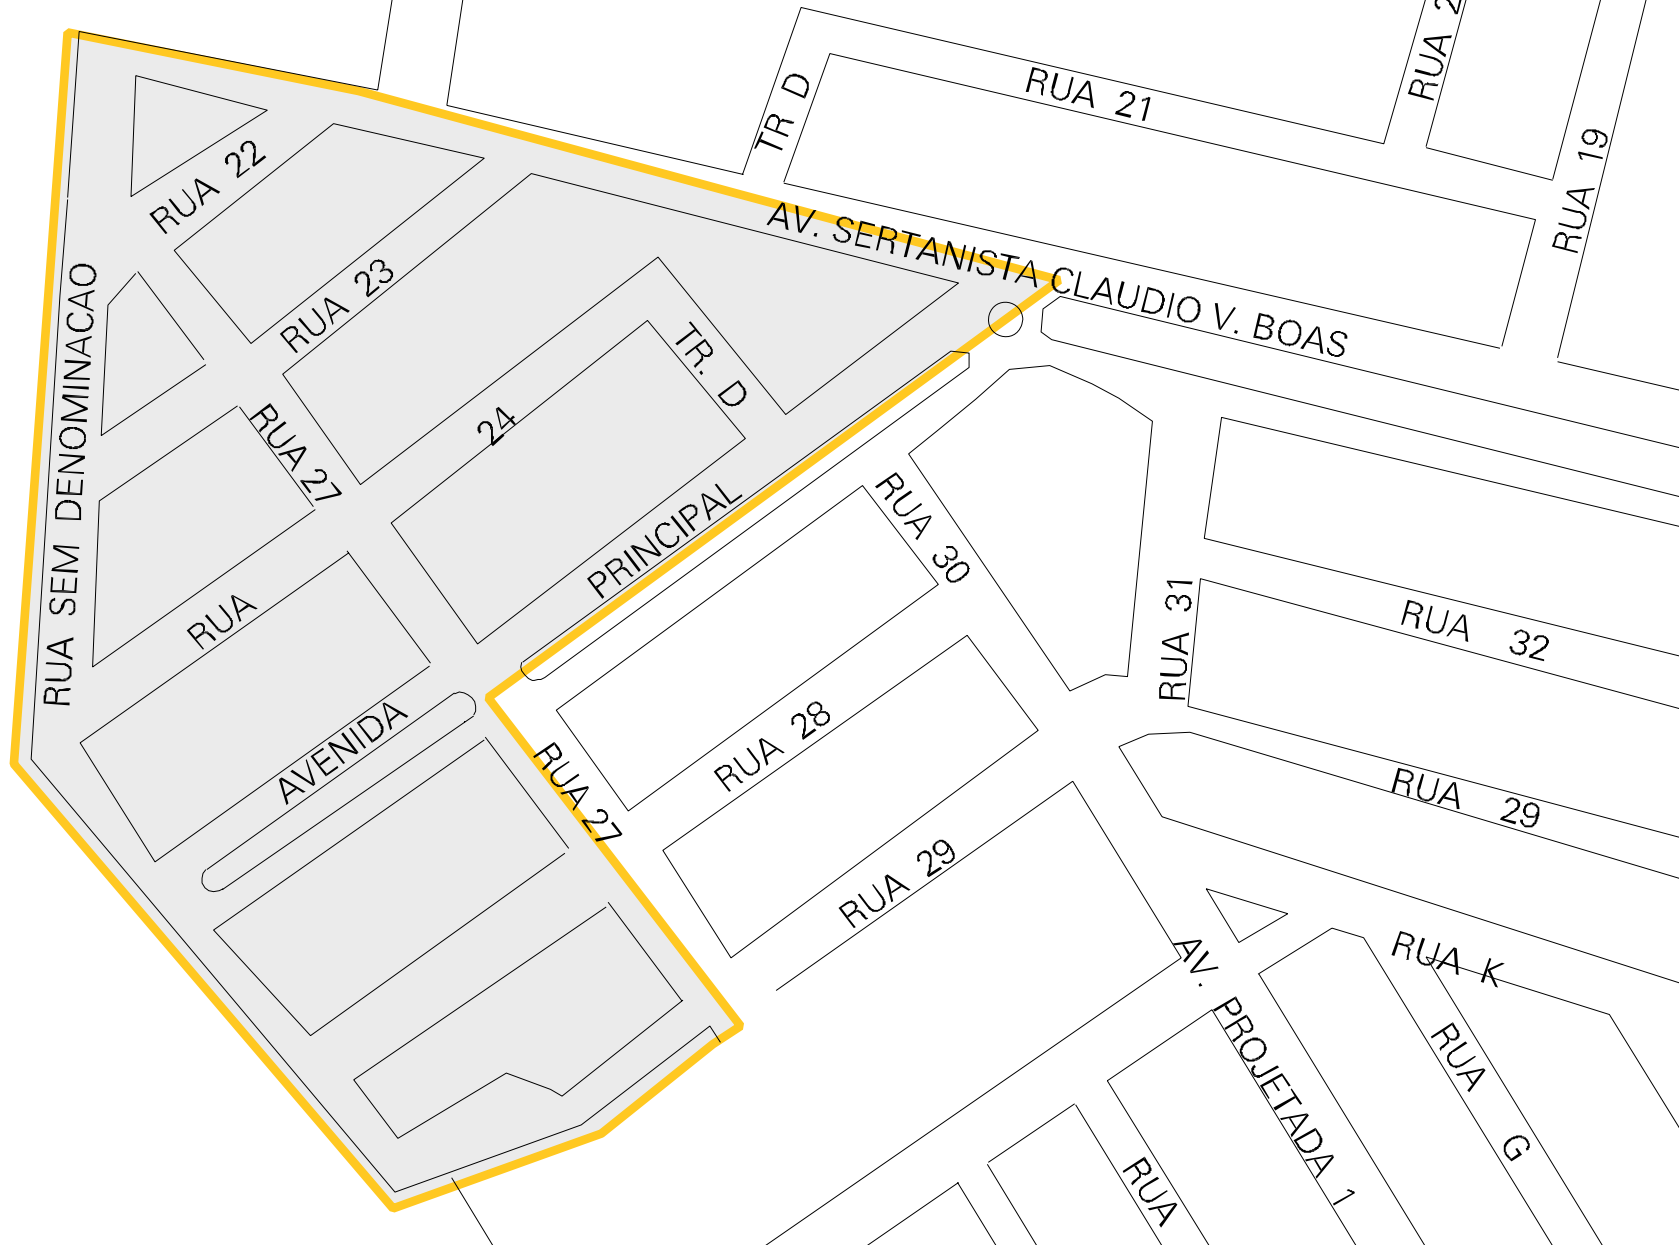 RUA 2
TR D
RUA 21
RUA 19
RUA 22
AV. SERTANISTA CLAUDIO V. BOAS
RUA 23
RUA SEM DENOMINACAO
TR. D
24
RUA 27
PRINCIPAL
RUA 30
RUA
RUA 31
RUA 32
AVENIDA
RUA 28
RUA 27
RUA 29
RUA 29
RUA K
AV. PROJETADA 1
RUA G
RUA